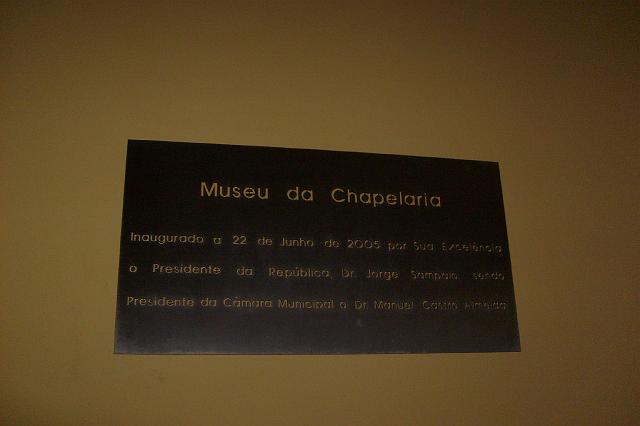 Museu da Chapelaria
Inaugurado a 22 de Junho de 2005 por Sua Excelência
o Presidente da República, Dr. Jorge Sampaio, sendo
Presidente da Câmara Municipal o Dr. Manuel Castro Almeida